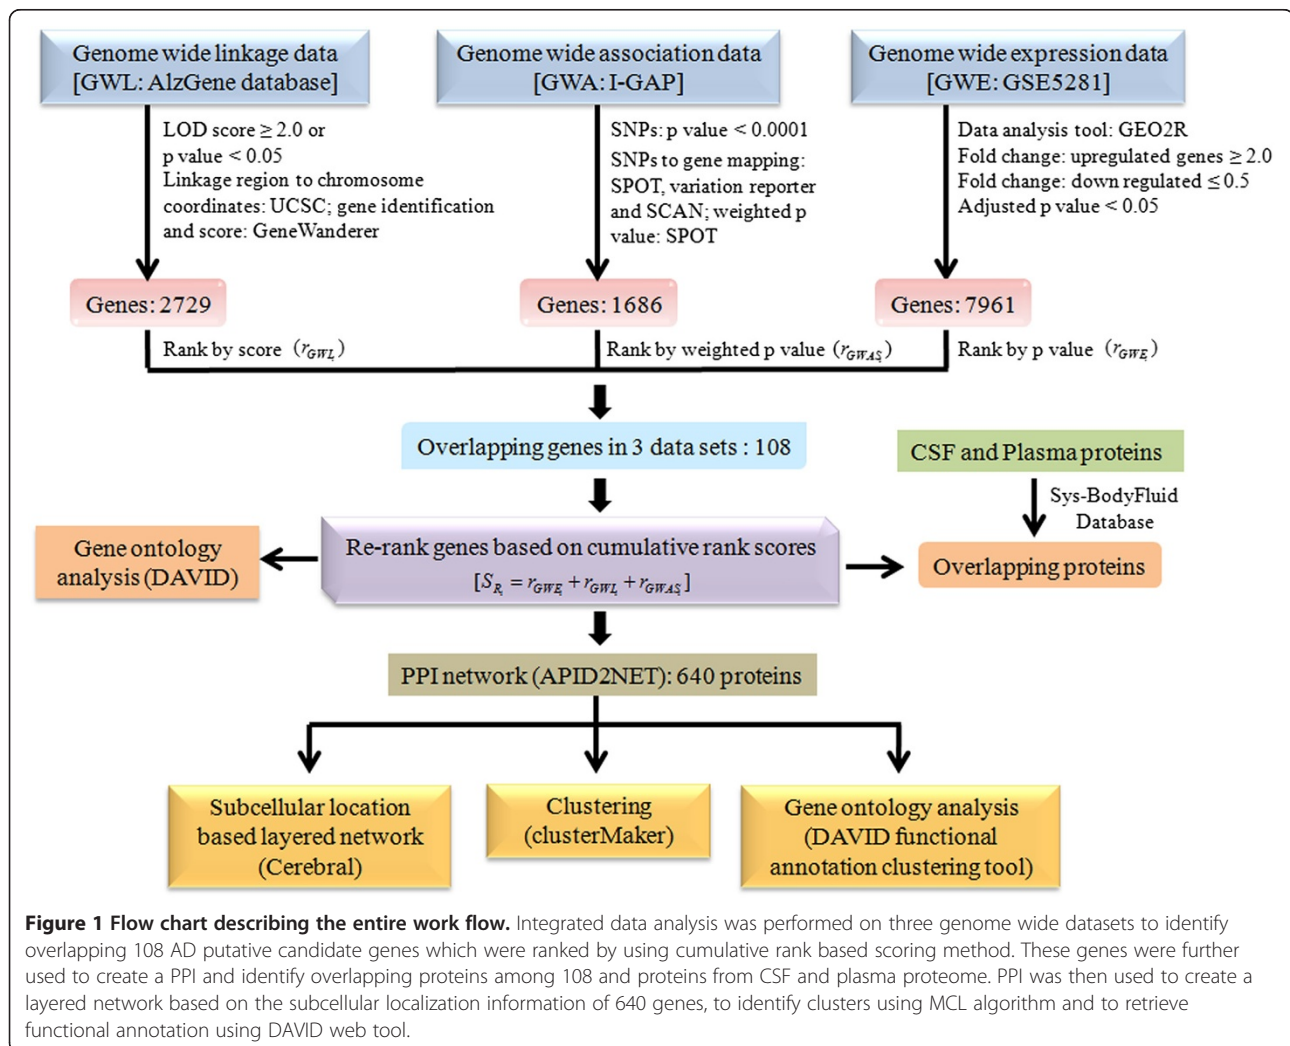 Genome wide linkage data
[GWL: AlzGene database]
Genome wide association data
[GWA: I-GAP]
Genome wide expression data
[GWE: GSE5281]
LOD score ≥ 2.0 or
p value < 0.05
Linkage region to chromosome
coordinates: UCSC; gene identification
and score: GeneWanderer
SNPs: p value < 0.0001
SNPs to gene mapping:
SPOT, variation reporter
and SCAN; weighted p
value: SPOT
Data analysis tool: GEO2R
Fold change: upregulated genes ≥ 2.0
Fold change: down regulated ≤ 0.5
Adjusted p value < 0.05
Genes: 2729
Genes: 1686
Genes: 7961
Rank by score (r_GWL_i)
Rank by weighted p value (r_GWAS_i)
Rank by p value (r_GWE_i)
Overlapping genes in 3 data sets : 108
CSF and Plasma proteins
Sys-BodyFluid
Database
Gene ontology
analysis (DAVID)
Re-rank genes based on cumulative rank scores
[S_R_i = r_GWE_i + r_GWL_i + r_GWAS_i]
Overlapping proteins
PPI network (APID2NET): 640 proteins
Subcellular location
based layered network
(Cerebral)
Clustering
(clusterMaker)
Gene ontology analysis
(DAVID functional
annotation clustering tool)
Figure 1 Flow chart describing the entire work flow. Integrated data analysis was performed on three genome wide datasets to identify
overlapping 108 AD putative candidate genes which were ranked by using cumulative rank based scoring method. These genes were further
used to create a PPI and identify overlapping proteins among 108 and proteins from CSF and plasma proteome. PPI was then used to create a
layered network based on the subcellular localization information of 640 genes, to identify clusters using MCL algorithm and to retrieve
functional annotation using DAVID web tool.